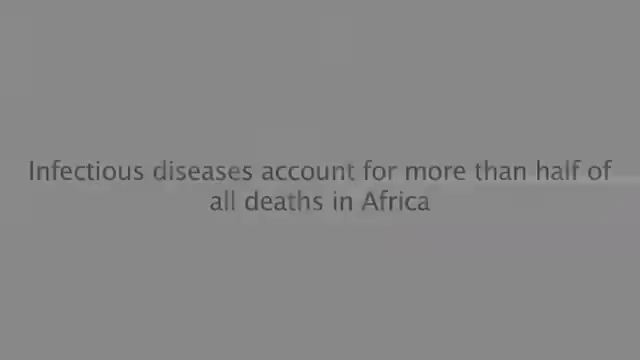 Infectious diseases account for more than half of
all deaths in Africa